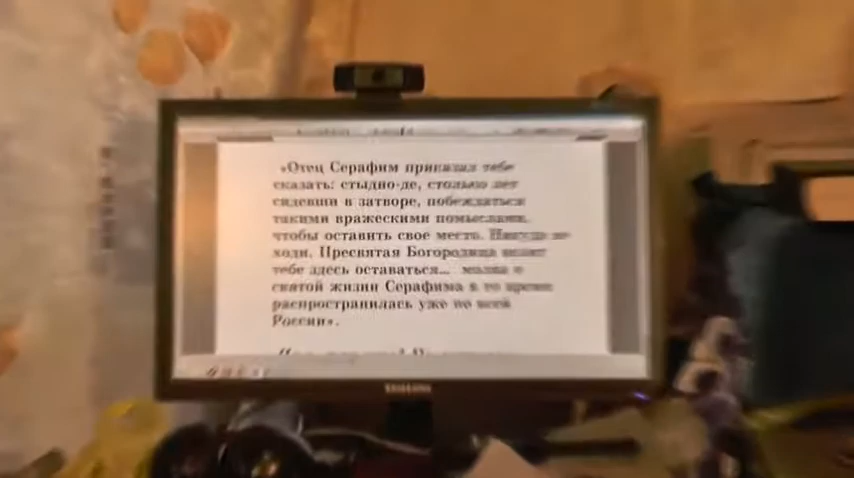 «Отец Серафим приказал тебе
сказать: стыдно-де, столько лет
сидевши в затворе, побеждаться
такими вражескими помыслами,
чтобы оставить свое место. Никуда не
ходи. Пресвятая Богородица велит
тебе здесь оставаться... молва о
святой жизни Серафима в то время
распространилась уже по всей
России».
SAMSUNG